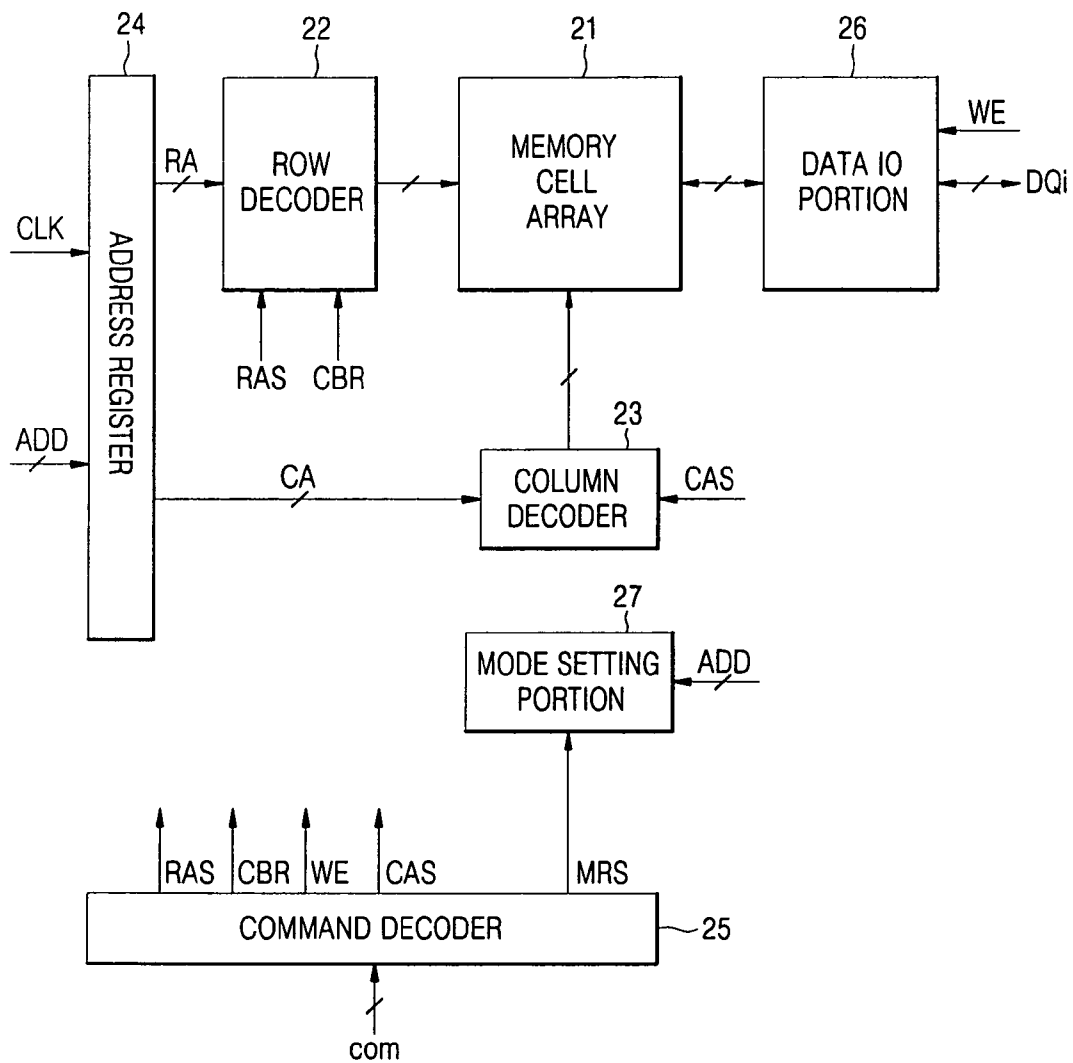 24
22
21
26
WE
RA
ROW
DECODER
MEMORY
CELL
ARRAY
DATA IO
PORTION
DQi
CLK
ADDRESS REGISTER
RAS
CBR
23
ADD
CA
COLUMN
DECODER
CAS
27
MODE SETTING
PORTION
ADD
RAS
CBR
WE
CAS
MRS
COMMAND DECODER
25
com